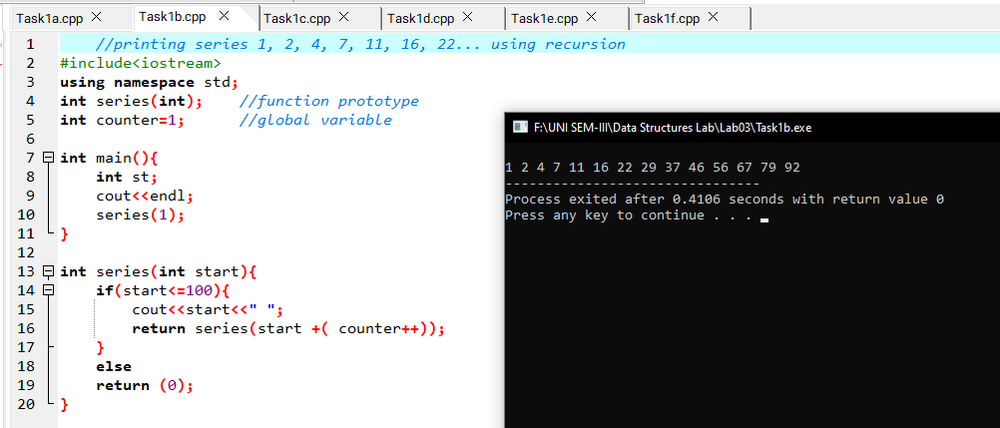 Task1a.cpp Task1b.cpp Task1c.cpp Task1d.cpp Task1e.cpp Task1f.cpp
1 //printing series 1, 2, 4, 7, 11, 16, 22... using recursion
2 #include<iostream>
3 using namespace std;
4 int series(int); //function prototype
5 int counter=1; //global variable
6
7 int main(){
8 int st;
9 cout<<endl;
10 series(1);
11 }
12
13 int series(int start){
14 if(start<=100){
15 cout<<start<<" ";
16 return series(start +( counter++));
17 }
18 else
19 return (0);
20 }
F:\UNI SEM-III\Data Structures Lab\Lab03\Task1b.exe
1 2 4 7 11 16 22 29 37 46 56 67 79 92
--------------------------------
Process exited after 0.4106 seconds with return value 0
Press any key to continue . . .